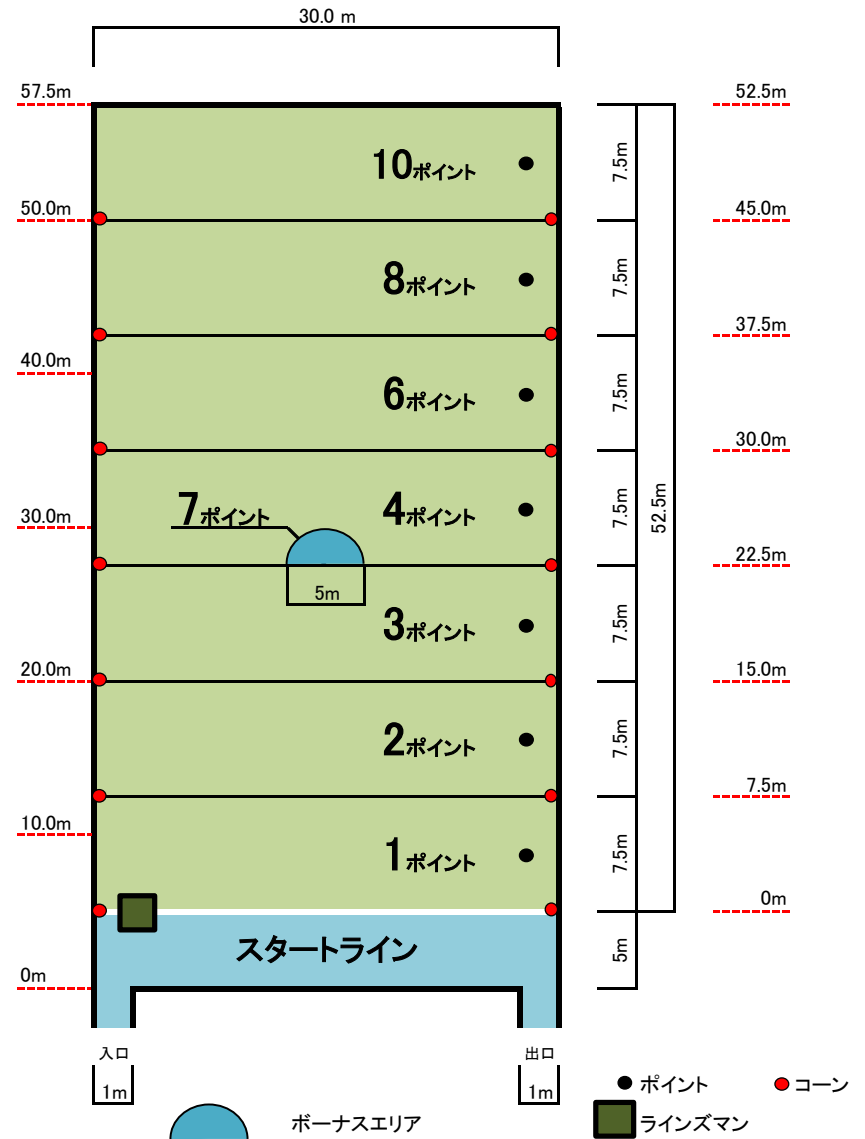 30.0 m
57.5m
52.5m
10ポイント
7.5m
50.0m
45.0m
8ポイント
7.5m
37.5m
40.0m
6ポイント
7.5m
30.0m
7ポイント
4ポイント
7.5m
52.5m
30.0m
22.5m
5m
3ポイント
7.5m
20.0m
15.0m
2ポイント
7.5m
7.5m
10.0m
1ポイント
7.5m
0m
スタートライン
5m
0m
入口
出口
1m
1m
ポイント
コーン
ボーナスエリア
ラインズマン